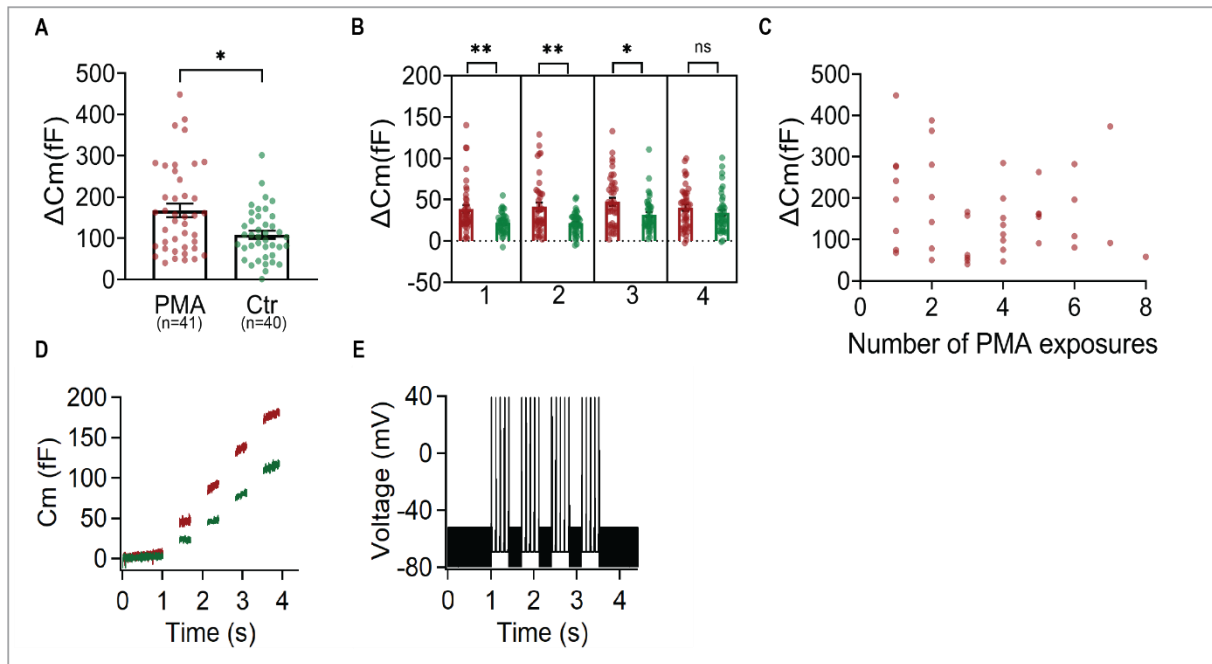 A
*
500
400
300
200
100
0
ΔCm(fF)
PMA
(n=41)
Ctr
(n=40)
B
** ** * ns
200
150
100
50
0
-50
ΔCm(fF)
1 2 3 4
C
500
400
300
200
100
0
ΔCm(fF)
0 2 4 6 8
Number of PMA exposures
D
200
150
100
50
0
Cm (fF)
0 1 2 3 4
Time (s)
E
40
0
-40
-80
Voltage (mV)
0 1 2 3 4
Time (s)